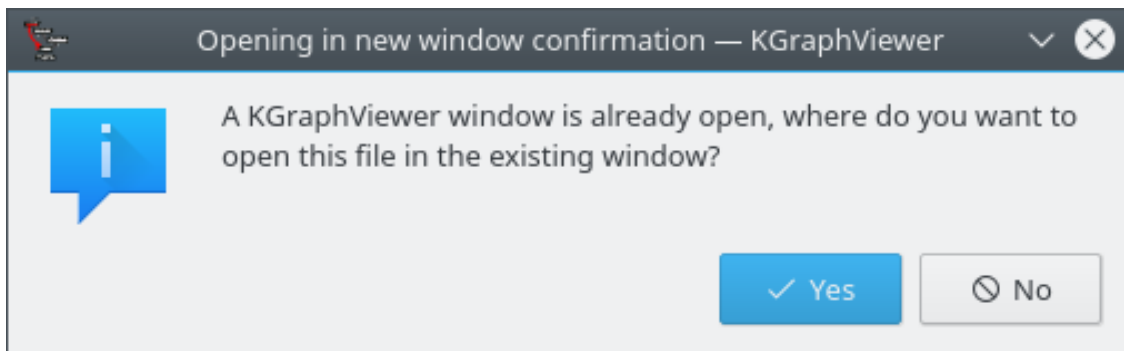 Opening in new window confirmation — KGraphViewer
A KGraphViewer window is already open, where do you want to
open this file in the existing window?
Yes
No